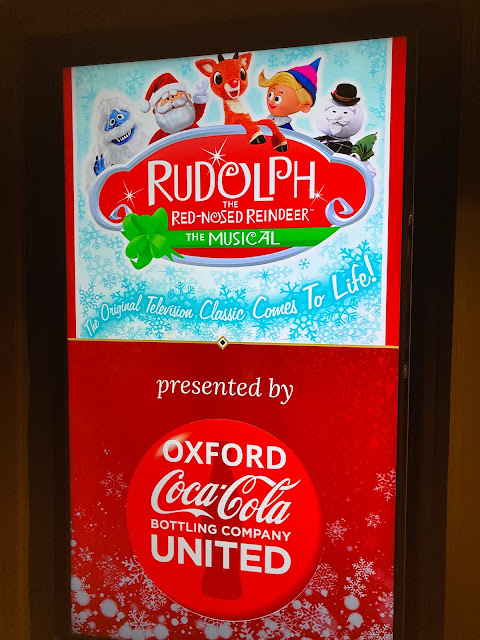 RUDOLPH
THE
RED-NOSED REINDEER™
THE MUSICAL
The Original Television Classic Comes To Life!
presented by
OXFORD
Coca-Cola
BOTTLING COMPANY
UNITED